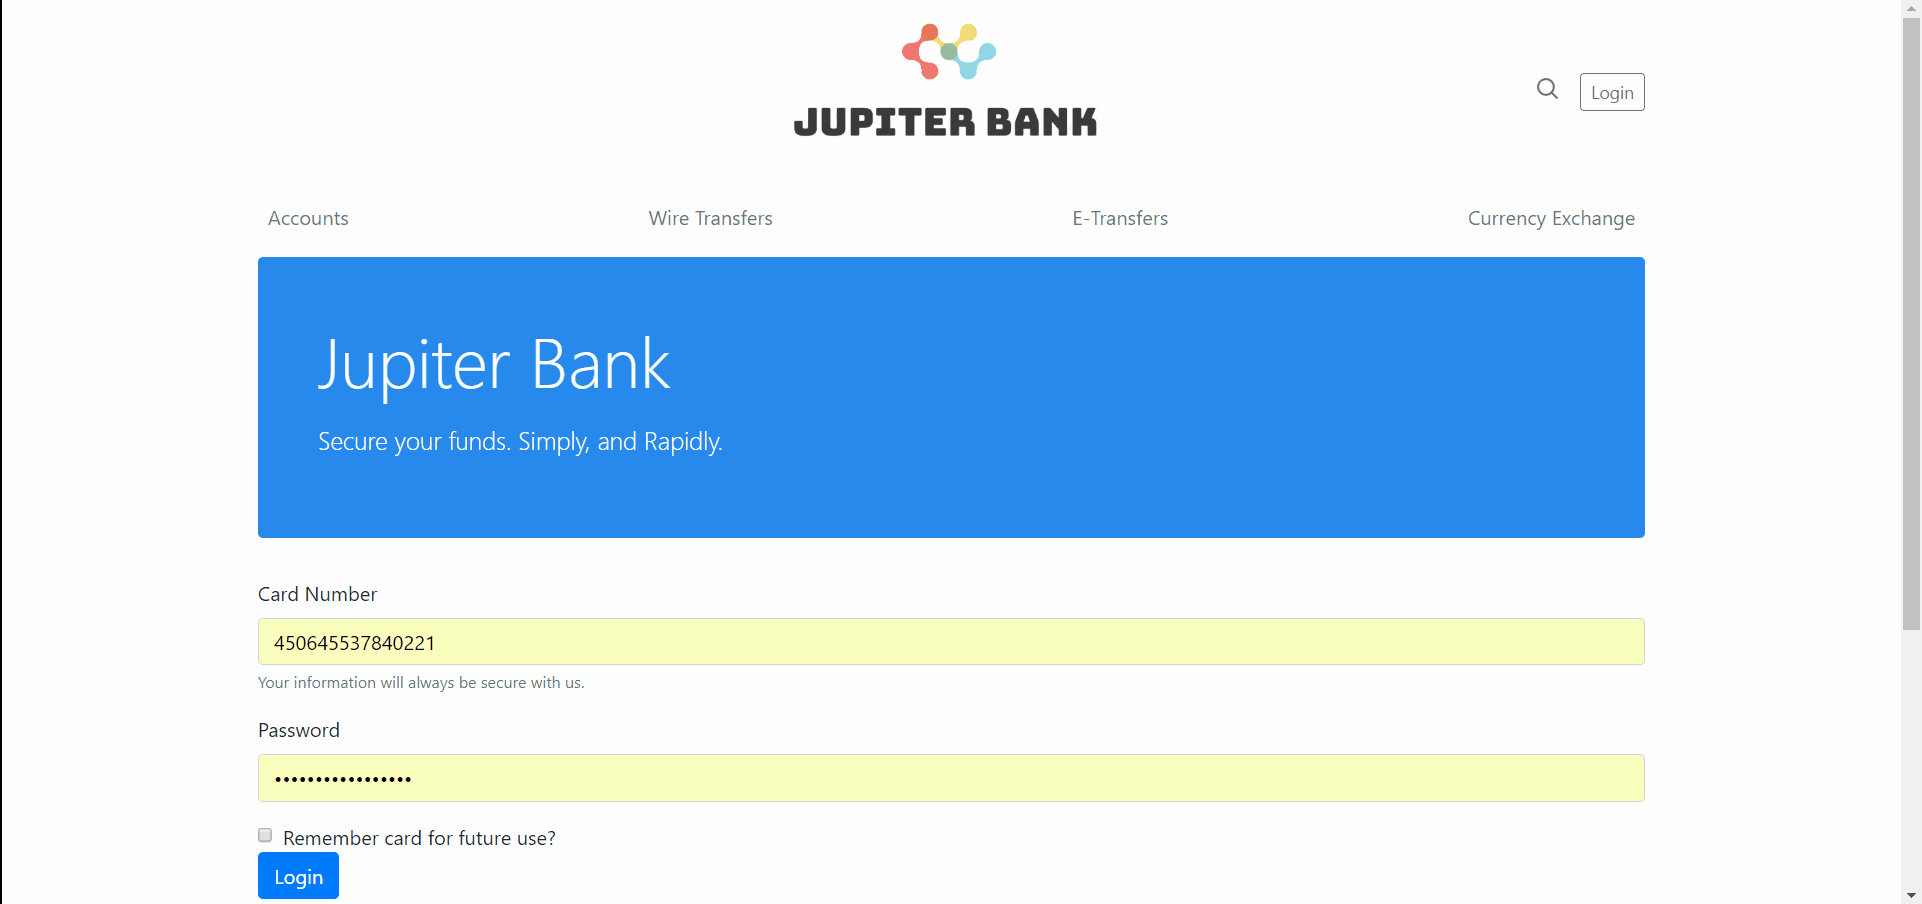 JUPITER BANK
Login
Accounts
Wire Transfers
E-Transfers
Currency Exchange
Jupiter Bank
Secure your funds. Simply, and Rapidly.
Card Number
450645537840221
Your information will always be secure with us.
Password
•••••••••••••••••
Remember card for future use?
Login